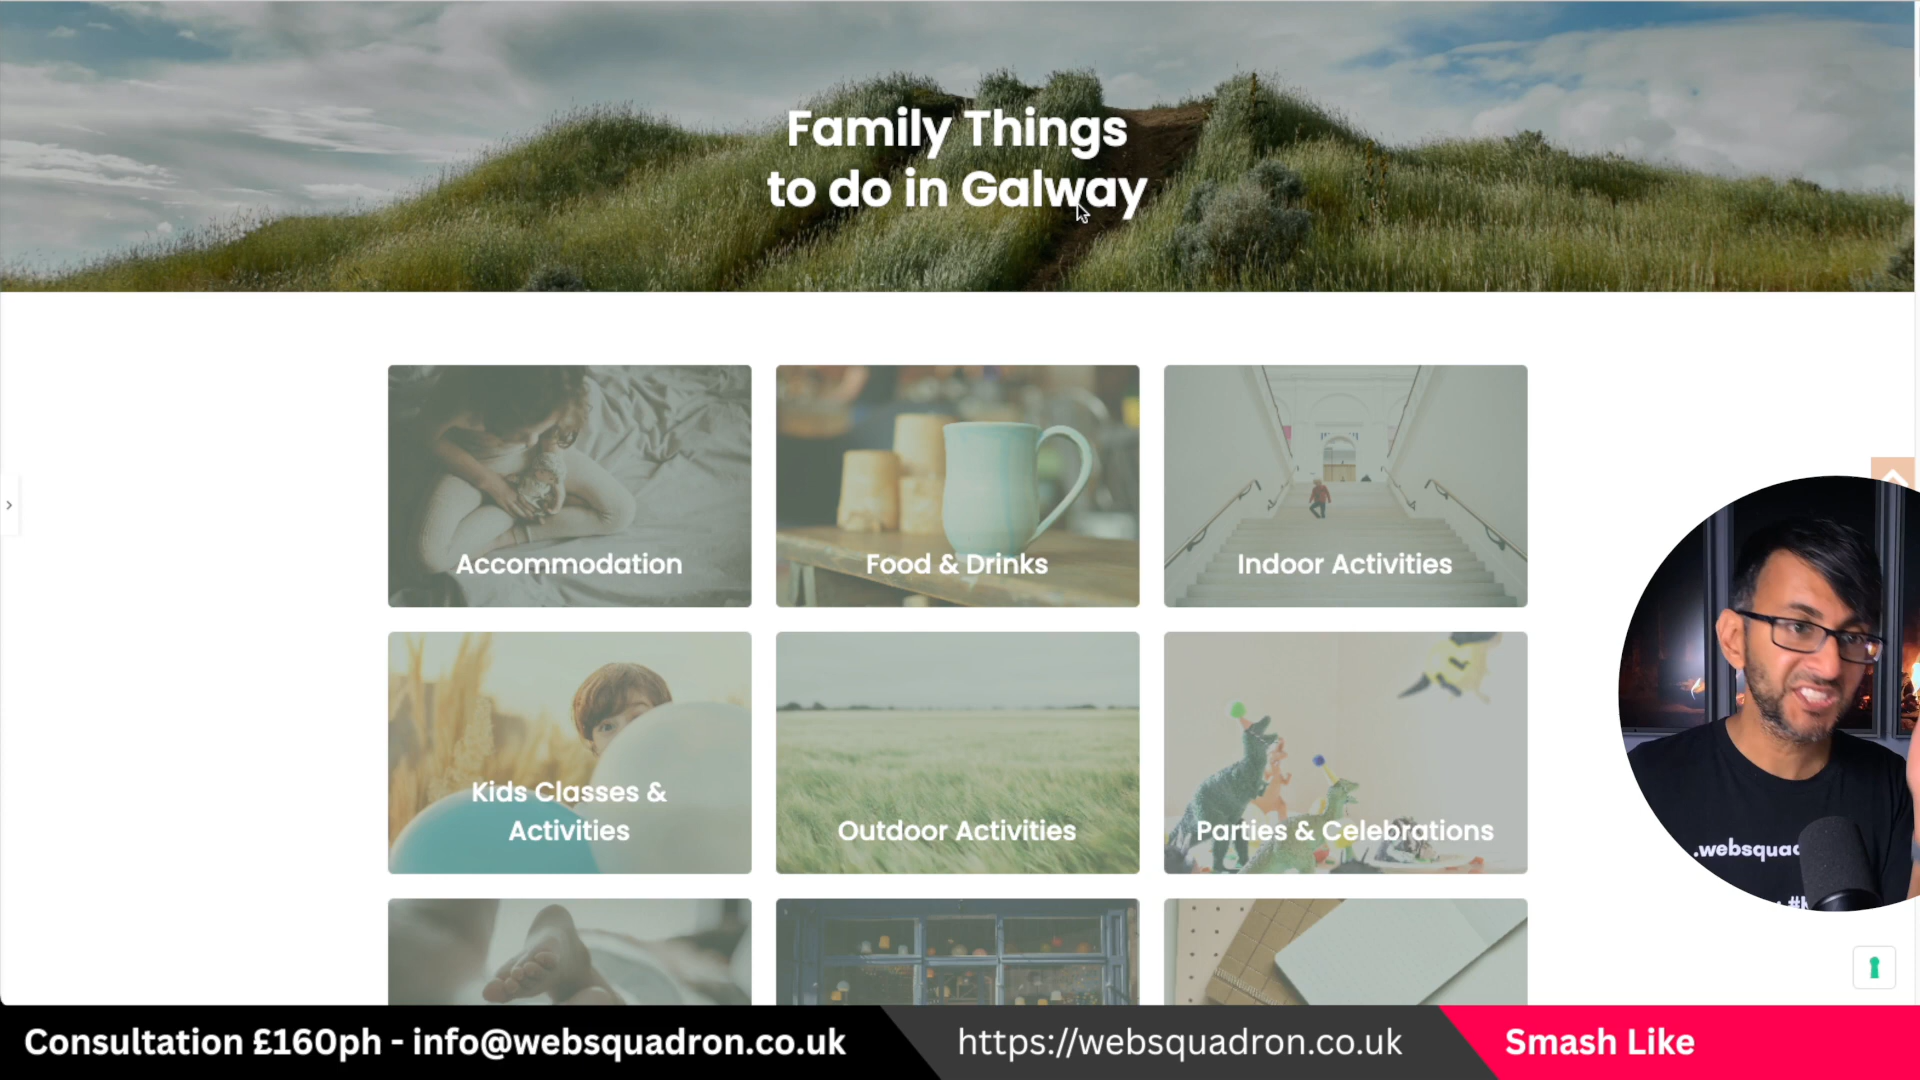 Family Things
to do in Galway
Accommodation
Food & Drinks
Indoor Activities
Kids Classes &
Activities
Outdoor Activities
Parties & Celebrations
.websquad
Consultation £160ph - info@websquadron.co.uk
https://websquadron.co.uk
Smash Like